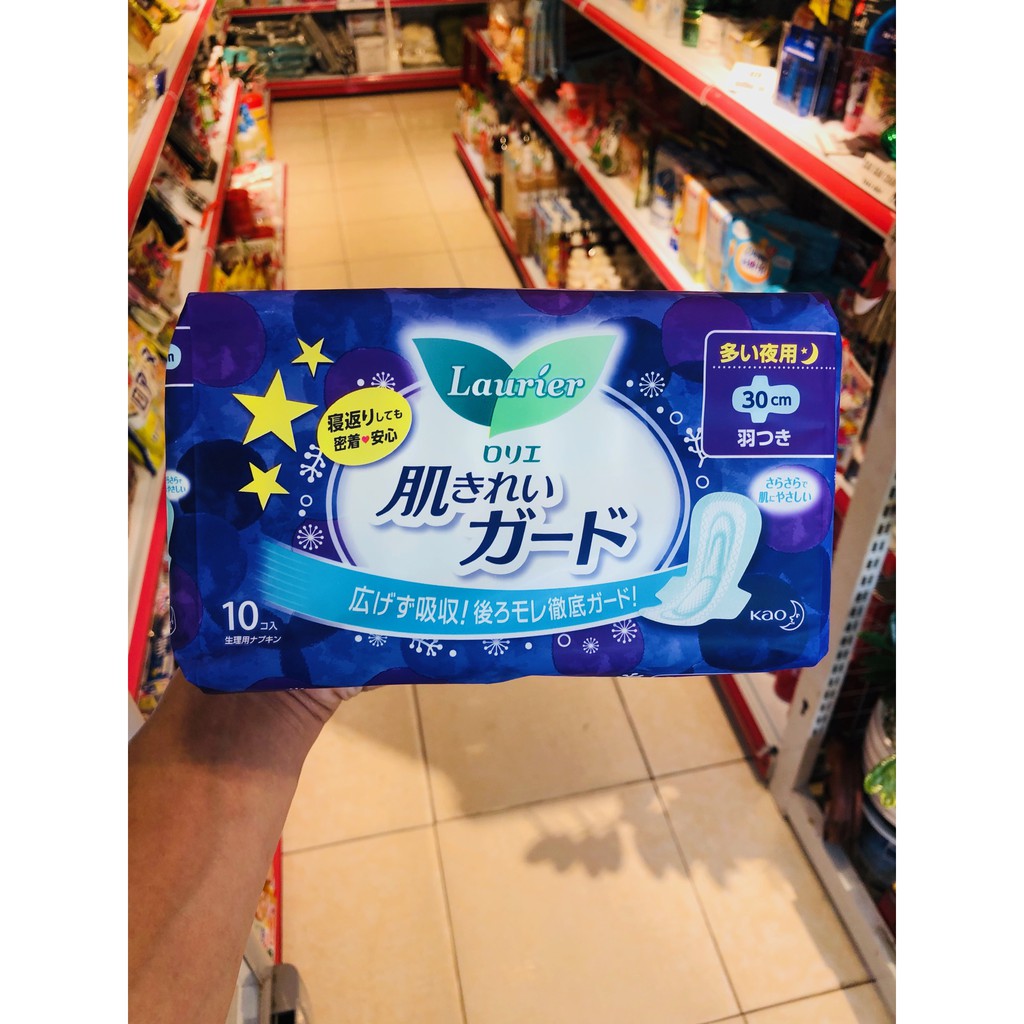 Laurier
ロリエ
肌きれい
ガード
寝返りしても
密着♥安心
多い夜用
30cm
羽つき
さらさらで
肌にやさしい
広げず吸収!後ろモレ徹底ガード!
10コ入
生理用ナプキン
Kao